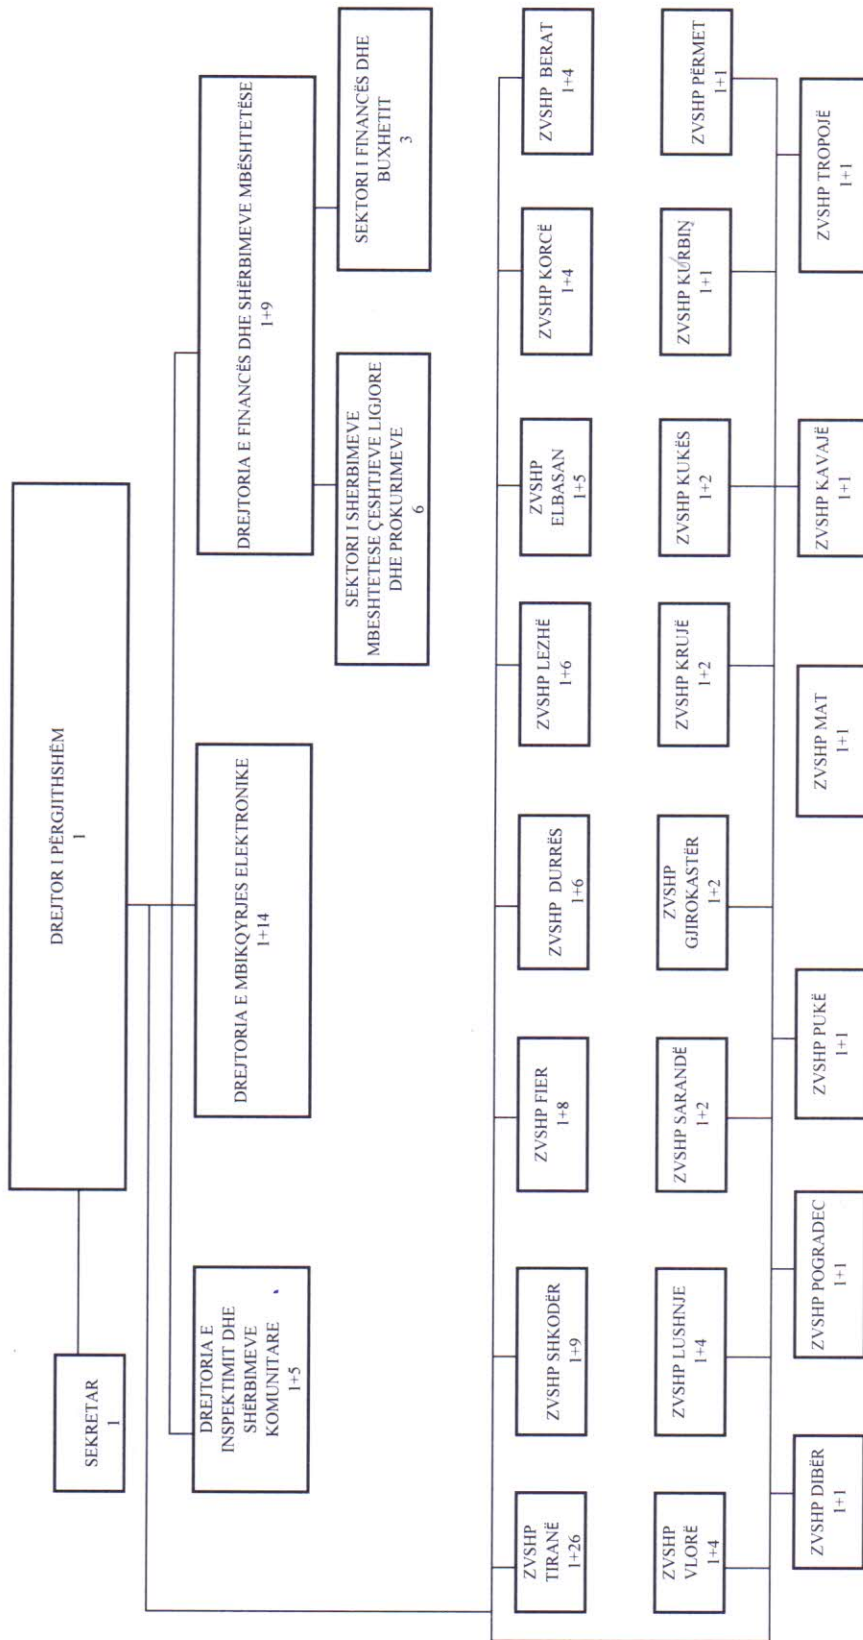 DREJTOR I PËRGJITHSHËM
1
SEKRETAR
1
DREJTORIA E
INSPEKTIMIT DHE
SHËRBIMEVE
KOMUNITARE
1+5
DREJTORIA E MBIKQYRJES ELEKTRONIKE
1+14
DREJTORIA E FINANCËS DHE SHËRBIMEVE MBËSHTETËSE
1+9
SEKTORI I SHERBIMEVE
MBESHTETESE ÇESHTJEVE LIGJORE
DHE PROKURIMEVE
6
SEKTORI I FINANCËS DHE
BUXHETIT
3
ZVSHP
TIRANË
1+26
ZVSHP SHKODËR
1+9
ZVSHP FIER
1+8
ZVSHP DURRËS
1+6
ZVSHP LEZHË
1+6
ZVSHP
ELBASAN
1+5
ZVSHP KORCË
1+4
ZVSHP BERAT
1+4
ZVSHP
VLORË
1+4
ZVSHP LUSHNJE
1+4
ZVSHP SARANDË
1+2
ZVSHP
GJIROKASTËR
1+2
ZVSHP KRUJË
1+2
ZVSHP KUKËS
1+2
ZVSHP KURBIN
1+1
ZVSHP PËRMET
1+1
ZVSHP DIBËR
1+1
ZVSHP POGRADEC
1+1
ZVSHP PUKË
1+1
ZVSHP MAT
1+1
ZVSHP KAVAJË
1+1
ZVSHP TROPOJË
1+1